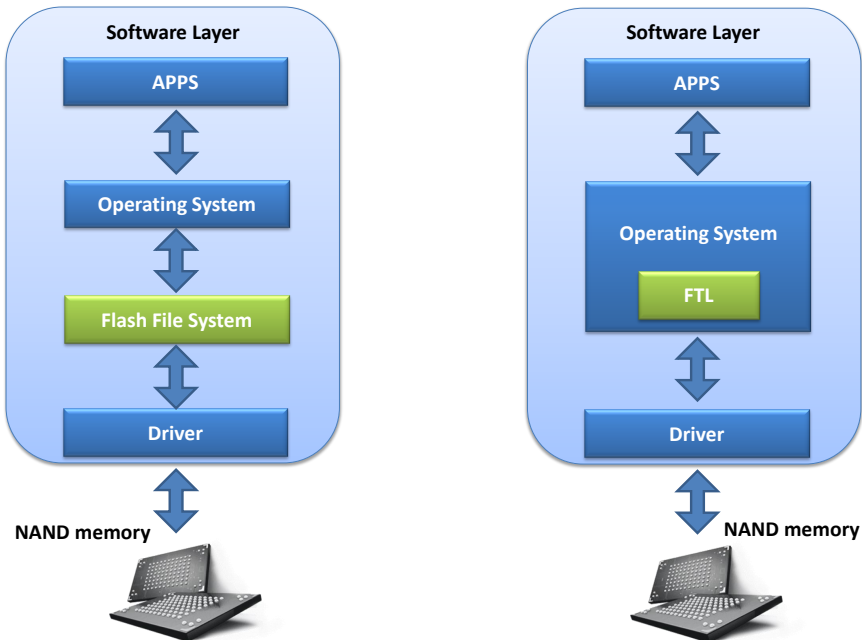 Software Layer
APPS
Operating System
Flash File System
Driver
NAND memory
Software Layer
APPS
Operating System
FTL
Driver
NAND memory